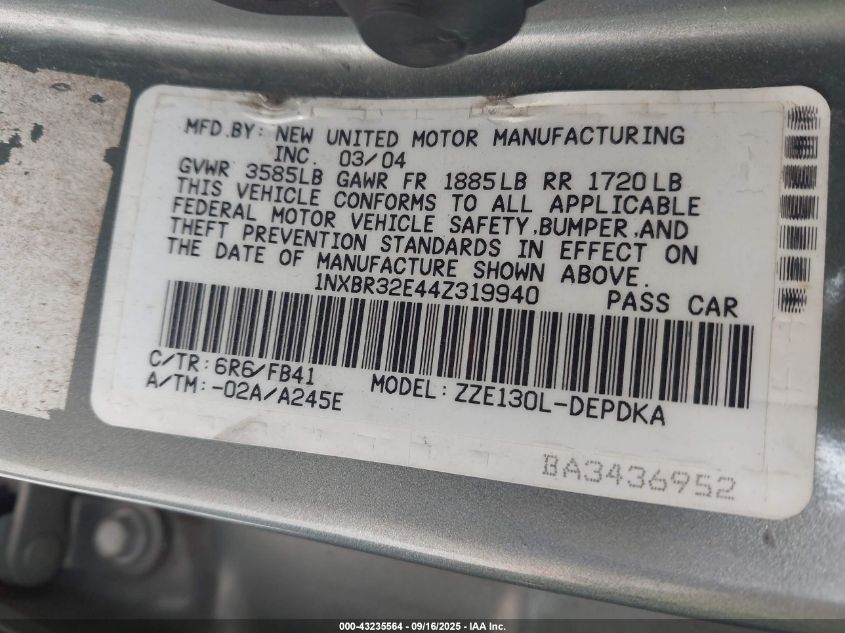 MFD.BY: NEW UNITED MOTOR MANUFACTURING
INC. 03/04
GVWR 3585LB GAWR FR 1885LB RR 1720LB
THIS VEHICLE CONFORMS TO ALL APPLICABLE
FEDERAL MOTOR VEHICLE SAFETY,BUMPER,AND
THEFT PREVENTION STANDARDS IN EFFECT ON
THE DATE OF MANUFACTURE SHOWN ABOVE.
1NXBR32E44Z319940 PASS CAR
C/TR: 6R6/FB41 MODEL: ZZE130L-DEPDKA
A/TM: -02A/A245E
BA3436952
000-43235564 - 09/16/2025 - IAA Inc.